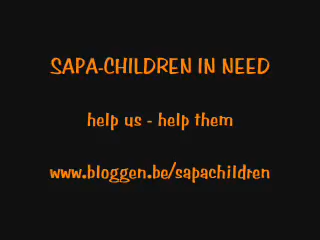 SAPA-CHILDREN IN NEED
help us - help them
www.bloggen.be/sapachildren